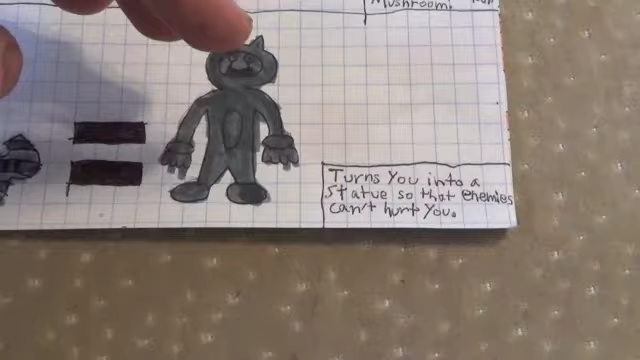 Mushroom!
Turns You into a
Statue so that enemies
can't hurt You.